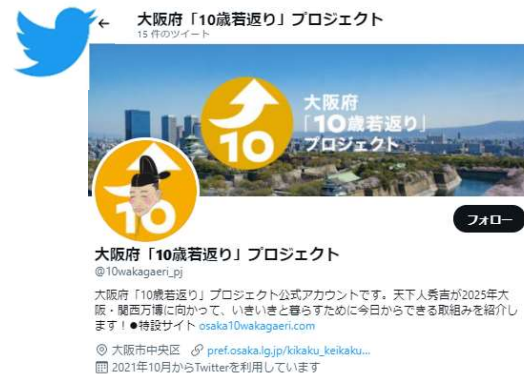 大阪府「10歳若返り」プロジェクト
15 件のツイート
大阪府
「10歳若返り」
プロジェクト
10
10
フォロー
大阪府「10歳若返り」プロジェクト
@10wakagaeri_pj
大阪府「10歳若返り」プロジェクト公式アカウントです。天下人秀吉が2025年大
阪・関西万博に向かって、いきいきと暮らすために今日からできる取組みを紹介し
ます！●特設サイト osaka10wakagaeri.com
大阪市中央区 pref.osaka.lg.jp/kikaku_keikaku...
2021年10月からTwitterを利用しています